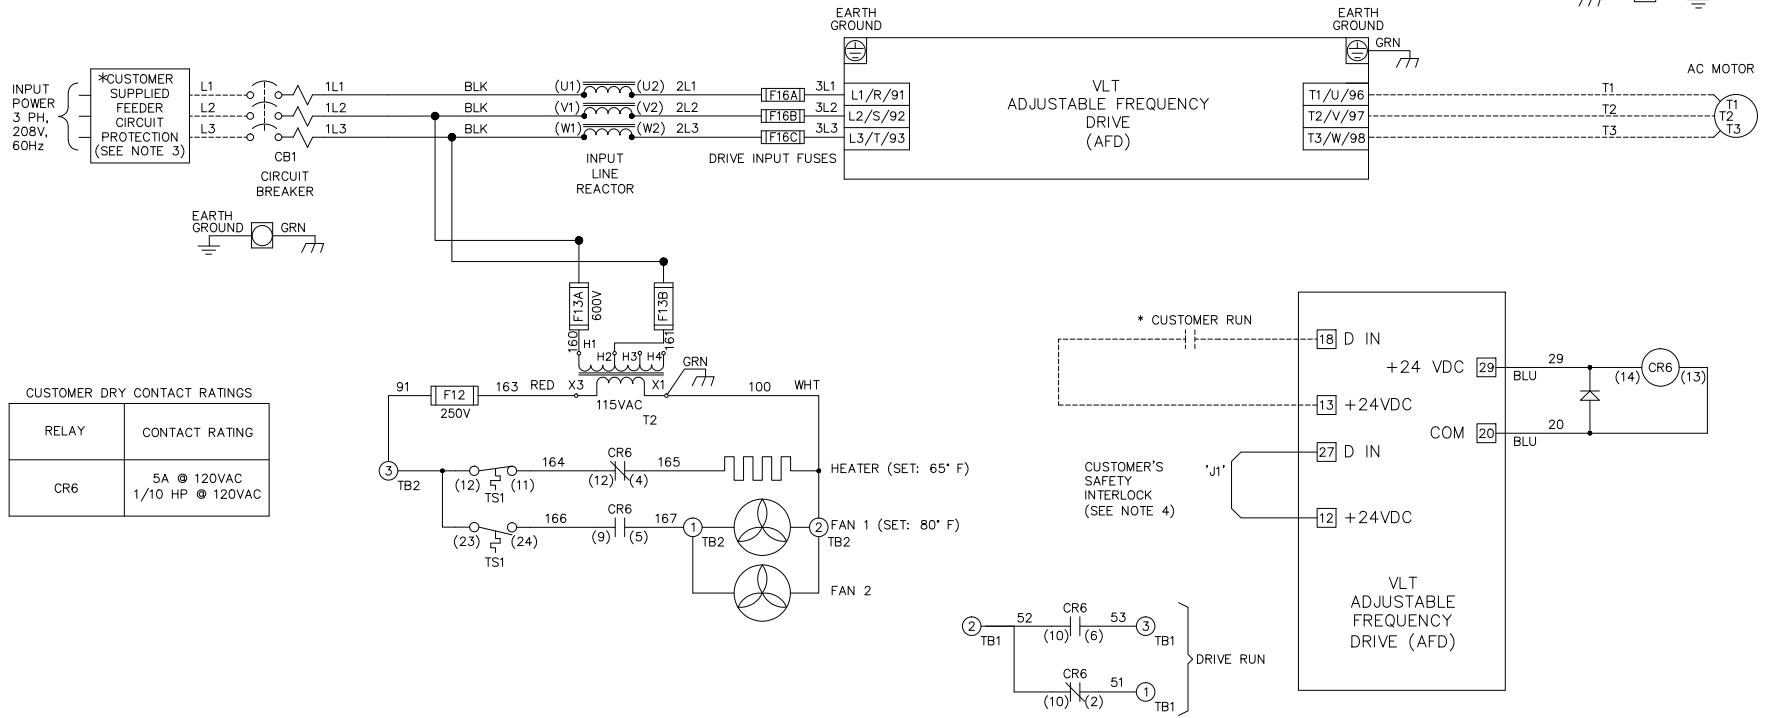 EARTH
GROUND
EARTH
GROUND
GRN
AC MOTOR
INPUT
POWER
3 PH,
208V,
60Hz
*CUSTOMER
SUPPLIED
FEEDER
CIRCUIT
PROTECTION
(SEE NOTE 3)
L1
L2
L3
CB1
CIRCUIT
BREAKER
1L1
1L2
1L3
BLK
BLK
BLK
(U1) (U2) 2L1
(V1) (V2) 2L2
(W1) (W2) 2L3
INPUT
LINE
REACTOR
F16A
F16B
F16C
DRIVE INPUT FUSES
3L1
3L2
3L3
L1/R/91
L2/S/92
L3/T/93
VLT
ADJUSTABLE FREQUENCY
DRIVE
(AFD)
T1/U/96
T2/V/97
T3/W/98
T1
T2
T3
T1
T2
T3
EARTH
GROUND
GRN
F13A
600V
F13B
160
161
H1
H2
H3
H4
GRN
91
F12
250V
163
RED
X3
X1
115VAC
T2
100
WHT
CUSTOMER DRY CONTACT RATINGS
RELAY
CONTACT RATING
CR6
5A @ 120VAC
1/10 HP @ 120VAC
3
TB2
(12)
(11)
TS1
164
CR6
(12)
(4)
165
HEATER (SET: 65° F)
(23)
(24)
TS1
166
CR6
(9)
(5)
167
1
TB2
2
TB2
FAN 1 (SET: 80° F)
FAN 2
2
TB1
52
CR6
(10)
(6)
53
3
TB1
CR6
(10)
(2)
51
1
TB1
DRIVE RUN
* CUSTOMER RUN
18 D IN
13 +24VDC
27 D IN
12 +24VDC
CUSTOMER'S
SAFETY
INTERLOCK
(SEE NOTE 4)
'J1'
+24 VDC 29
COM 20
29
BLU
20
BLU
CR6
(14)
(13)
VLT
ADJUSTABLE
FREQUENCY
DRIVE (AFD)